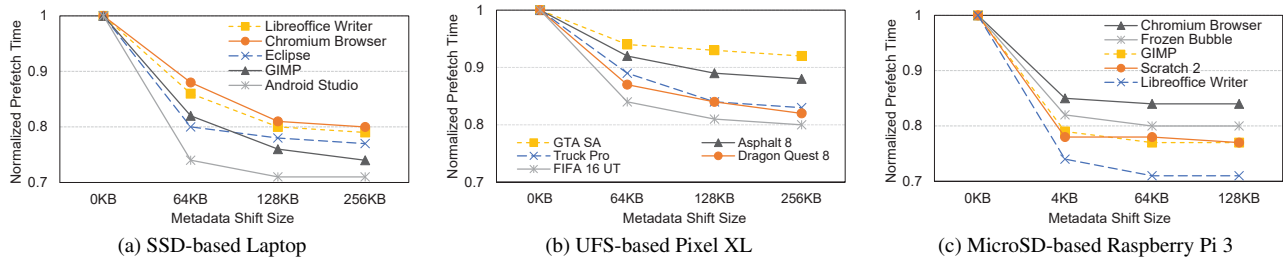 Normalized Prefetch Time
1
0.9
0.8
0.7
Libreoffice Writer
Chromium Browser
Eclipse
GIMP
Android Studio
0KB 64KB 128KB 256KB
Metadata Shift Size
(a) SSD-based Laptop
Normalized Prefetch Time
1
0.9
0.8
0.7
GTA SA Asphalt 8
Truck Pro Dragon Quest 8
FIFA 16 UT
0KB 64KB 128KB 256KB
Metadata Shift Size
(b) UFS-based Pixel XL
Normalized Prefetch Time
1
0.9
0.8
0.7
Chromium Browser
Frozen Bubble
GIMP
Scratch 2
Libreoffice Writer
0KB 4KB 64KB 128KB
Metadata Shift Size
(c) MicroSD-based Raspberry Pi 3